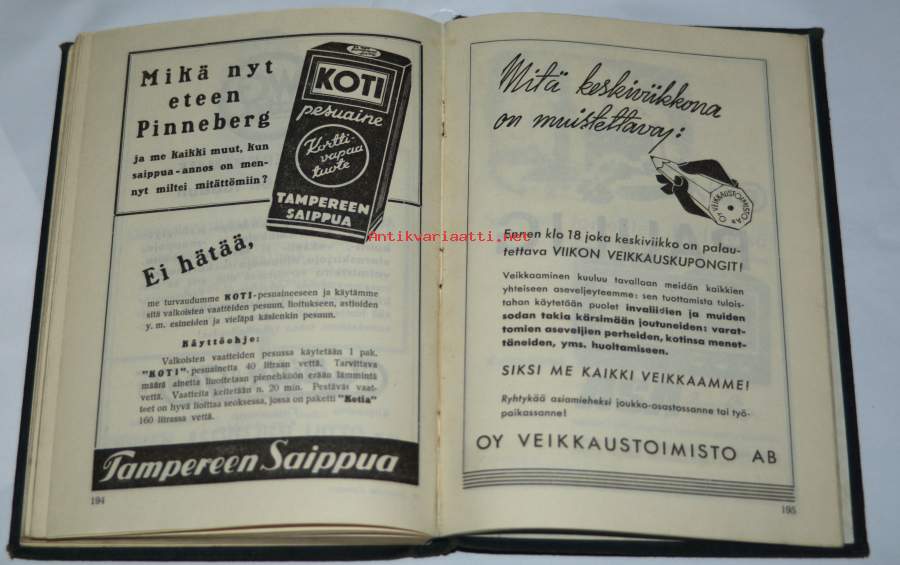 Mikä nyt
eteen
Pinneberg
ja me kaikki muut, kun
saippua-annos on men-
nyt miltei mitättömiin?
KOTI
pesuaine
Kortti-
vapaa
tuote
TAMPEREEN
SAIPPUA
Ei hätää,
me turvaudumme KOTI-pesuaineeseen ja käytämme
sitä valkoisten vaatteiden pesuun, liotukseen, astioiden
y. m. esineiden ja vieläpä käsienkin pesuun.
Käyttöohje:
Valkoisten vaatteiden pesussa käytetään 1 pak.
"KOTI"-pesuainetta 40 litraan vettä. Tarvittava
määrä ainetta liuotetaan pienehköön erään lämmintä
vettä. Vaatteita keitetään n. 20 min. Pestävät vaat-
teet on hyvä liottaa seoksessa, jossa on paketti "Kotia"
160 litrassa vettä.
Tampereen Saippua
194
Mitä keskiviikkona
on muistettava:
OY VEIKKAUSTOIMISTO AB
Ennen klo 18 joka keskiviikko on palau-
tettava VIIKON VEIKKAUSKUPONGIT!
Veikkaaminen kuuluu tavallaan meidän kaikkien
yhteiseen aseveljeyteemme: sen tuottamista tulois-
tahan käytetään puolet invaliidien ja muiden
sodan takia kärsimään joutuneiden: varat-
tomien aseveljien perheiden, kotinsa menet-
täneiden, yms. huoltamiseen.
SIKSI ME KAIKKI VEIKKAAMME!
Ryhtykää asiamieheksi joukko-osastossanne tai työ-
paikassanne!
OY VEIKKAUSTOIMISTO AB
195
Antikvariaatti.net